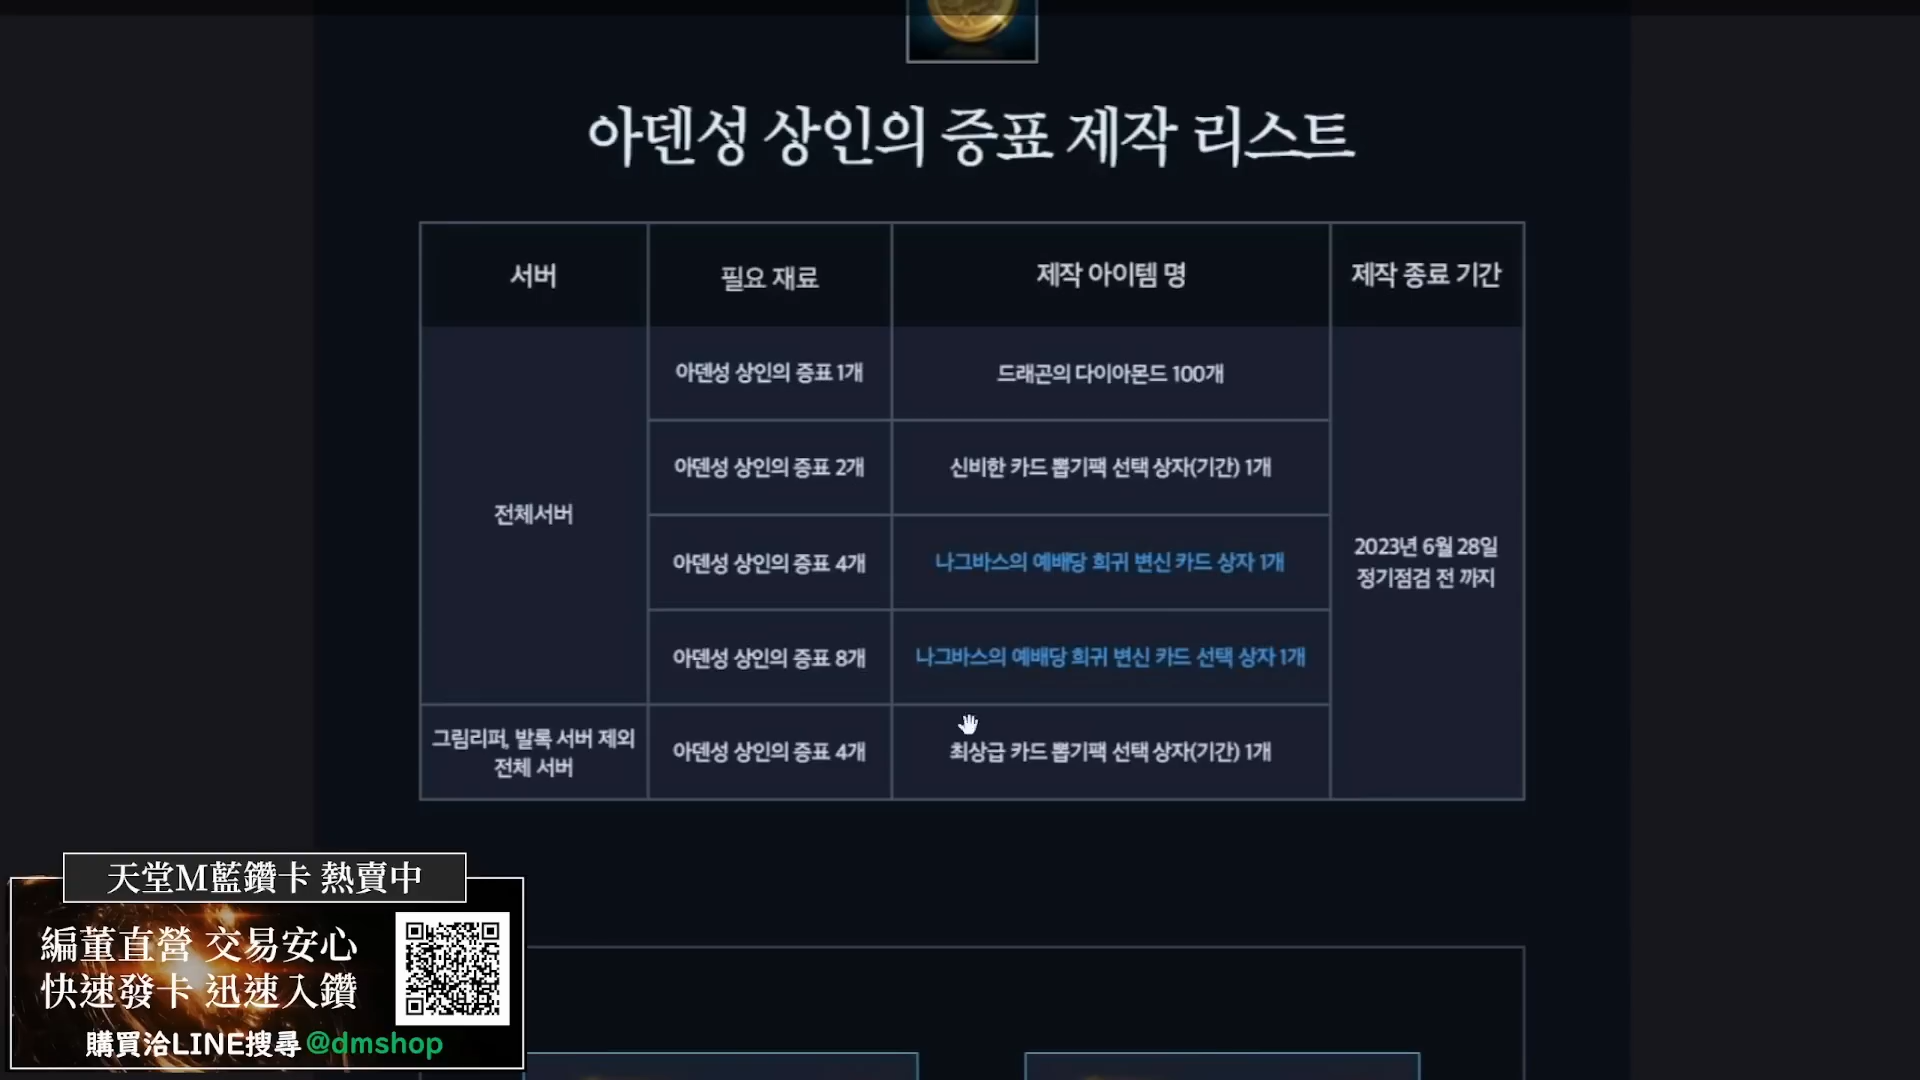 아덴성 상인의 증표 제작 리스트
서버
필요 재료
제작 아이템 명
제작 종료 기간
전체서버
아덴성 상인의 증표 1개
드래곤의 다이아몬드 100개
아덴성 상인의 증표 2개
신비한 카드 뽑기팩 선택 상자(기간) 1개
아덴성 상인의 증표 4개
나그바스의 예배당 희귀 변신 카드 상자 1개
아덴성 상인의 증표 8개
나그바스의 예배당 희귀 변신 카드 선택 상자 1개
2023년 6월 28일
정기점검 전 까지
그림리퍼, 발록 서버 제외
전체 서버
아덴성 상인의 증표 4개
최상급 카드 뽑기팩 선택 상자(기간) 1개
天堂M藍鑽卡 熱賣中
編董直營 交易安心
快速發卡 迅速入鑽
購買洽LINE搜尋@dmshop